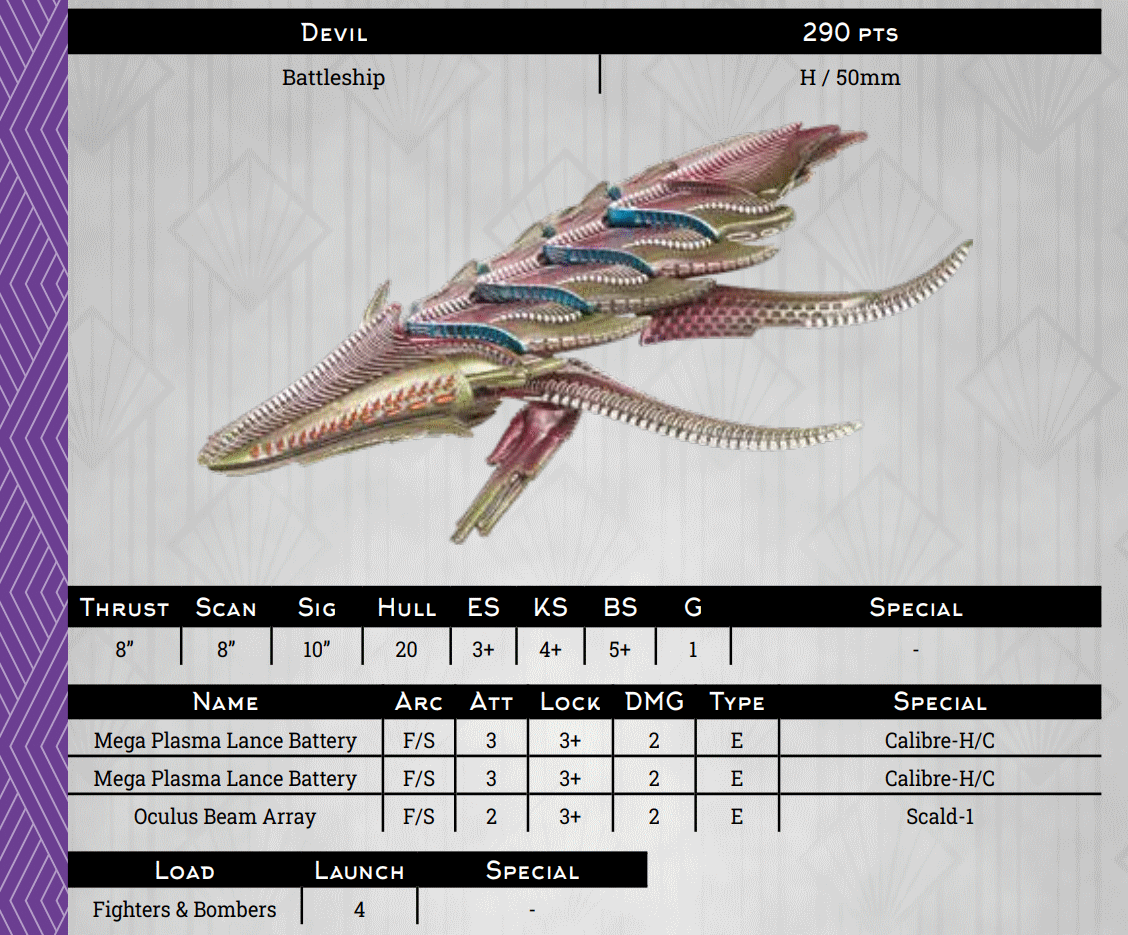 DEVIL 290 PTS
Battleship H / 50mm
THRUST SCAN SIG HULL ES KS BS G SPECIAL
8” 8” 10” 20 3+ 4+ 5+ 1 -
NAME ARC ATT LOCK DMG TYPE SPECIAL
Mega Plasma Lance Battery F/S 3 3+ 2 E Calibre-H/C
Mega Plasma Lance Battery F/S 3 3+ 2 E Calibre-H/C
Oculus Beam Array F/S 2 3+ 2 E Scald-1
LOAD LAUNCH SPECIAL
Fighters & Bombers 4 -